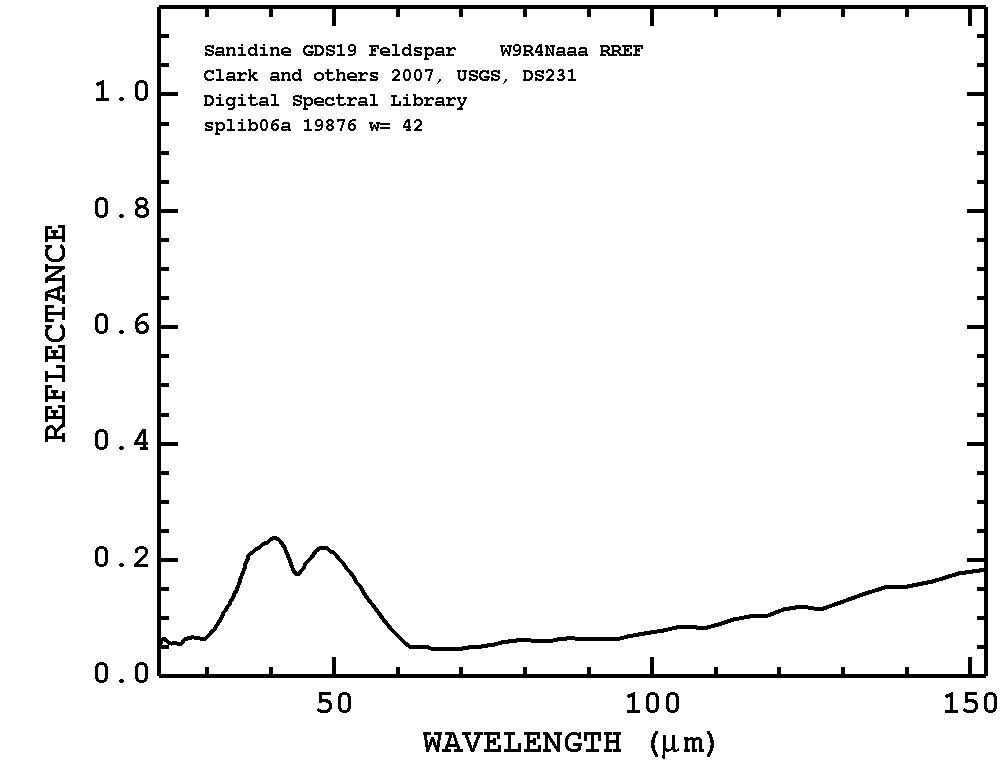 Sanidine GDS19 Feldspar    W9R4Naaa RREF
Clark and others 2007, USGS, DS231
Digital Spectral Library
splib06a 19876 w= 42
REFLECTANCE
1.0
0.8
0.6
0.4
0.2
0.0
50 100 150
WAVELENGTH (μm)